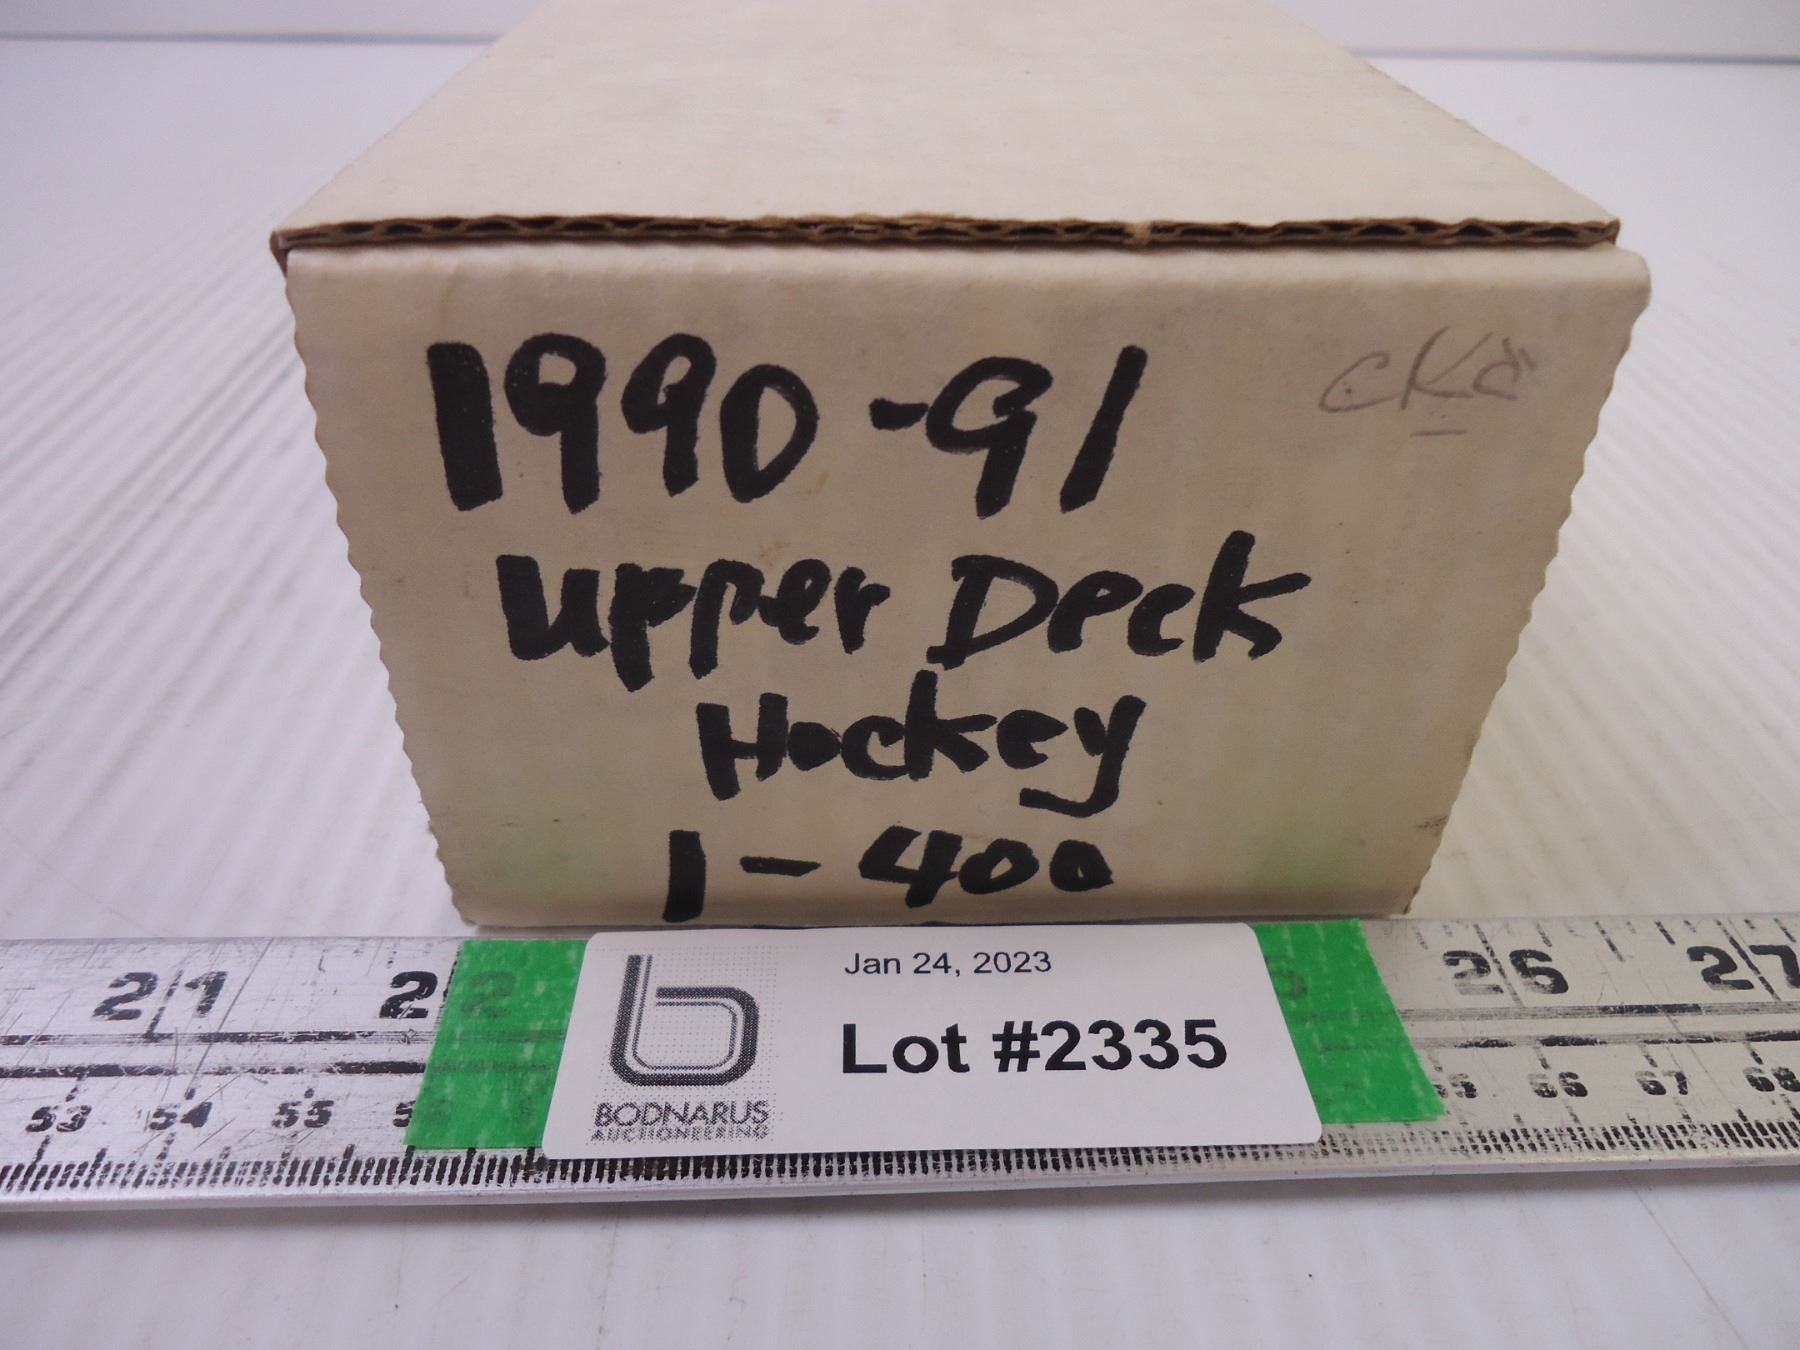 1990-91
CKd
Upper Deck
Hockey
1-400
Jan 24, 2023
Lot #2335
BODNARUS
AUCTIONEERING
21 26 27
53 54 55 66 67 68